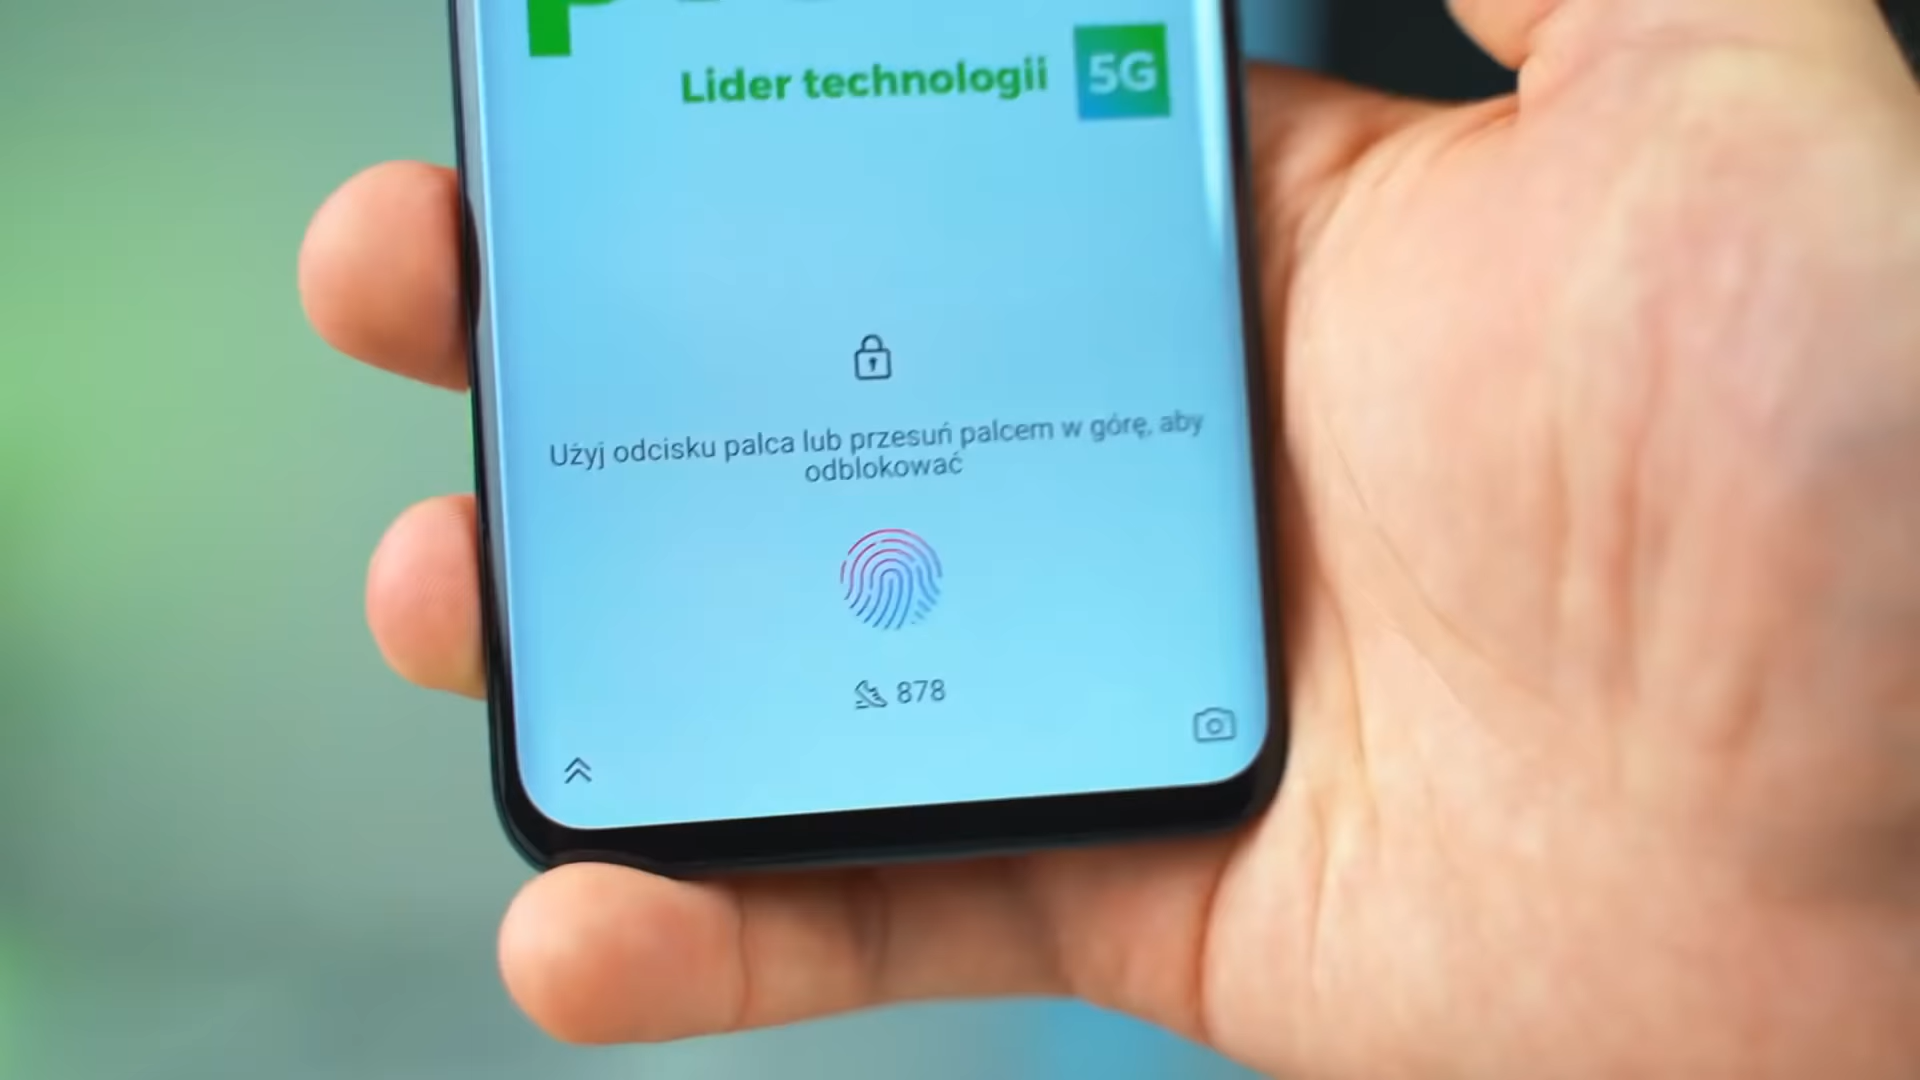 Lider technologii 5G
Użyj odcisku palca lub przesuń palcem w górę, aby
odblokować
878